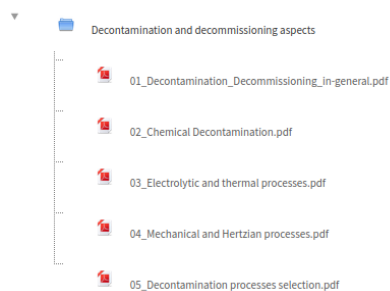 Decontamination and decommissioning aspects
01_Decontamination_Decommissioning_in-general.pdf
02_Chemical Decontamination.pdf
03_Electrolytic and thermal processes.pdf
04_Mechanical and Hertzian processes.pdf
05_Decontamination processes selection.pdf